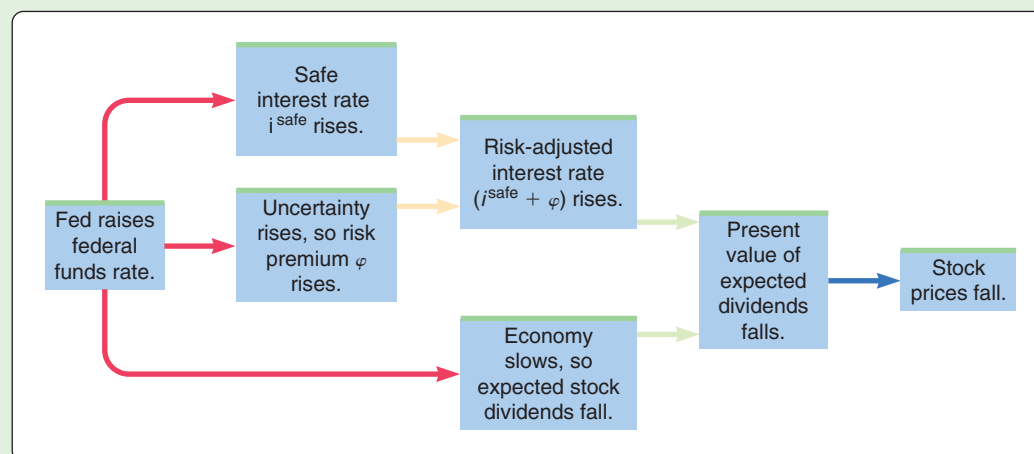 Safe
interest rate
i^safe rises.
Risk-adjusted
interest rate
(i^safe + φ) rises.
Fed raises
federal
funds rate.
Uncertainty
rises, so risk
premium φ
rises.
Present
value of
expected
dividends
falls.
Stock
prices fall.
Economy
slows, so
expected stock
dividends fall.